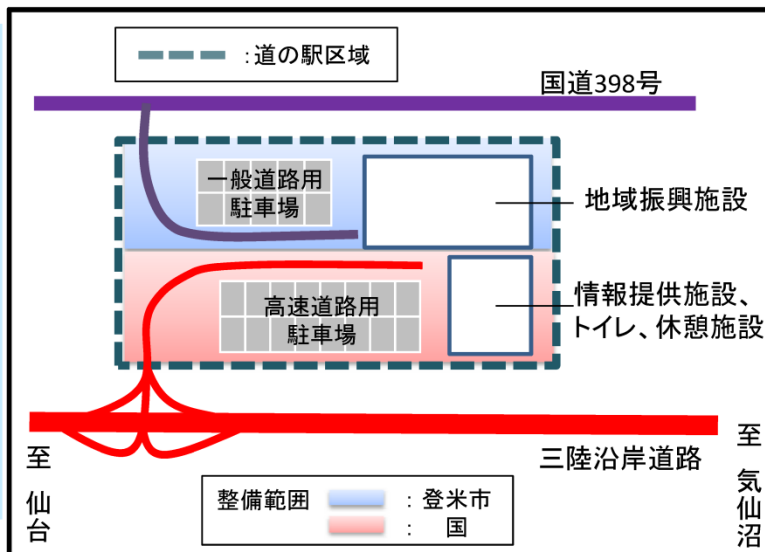 ：道の駅区域
国道398号
一般道路用
駐車場
地域振興施設
高速道路用
駐車場
情報提供施設、
トイレ、休憩施設
三陸沿岸道路
至 仙台
至 気仙沼
整備範囲
：登米市
： 国